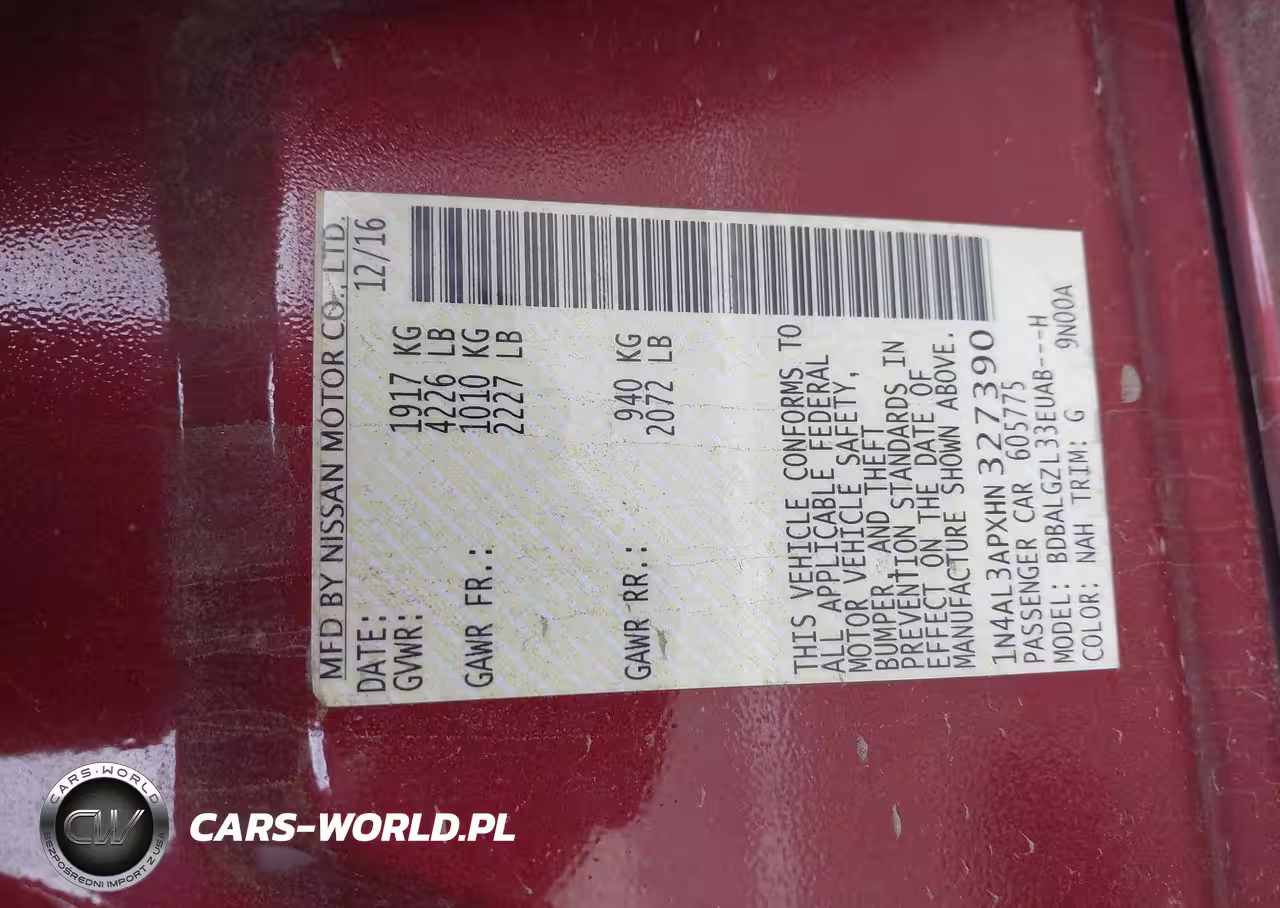 MFD BY NISSAN MOTOR CO., LTD.
DATE: 12/16
GVWR: 1917 KG
4226 LB
GAWR FR.: 1010 KG
2227 LB
GAWR RR.: 940 KG
2072 LB
THIS VEHICLE CONFORMS TO
ALL APPLICABLE FEDERAL
MOTOR VEHICLE SAFETY,
BUMPER, AND THEFT
PREVENTION STANDARDS IN
EFFECT ON THE DATE OF
MANUFACTURE SHOWN ABOVE.
1N4AL3APXHN327390
PASSENGER CAR 605775
MODEL: BDBALGZL33EUAB---H
COLOR: NAH TRIM: G 9N00A
CARS·WORLD
CW
BEZPOŚREDNI IMPORT Z USA
CARS-WORLD.PL